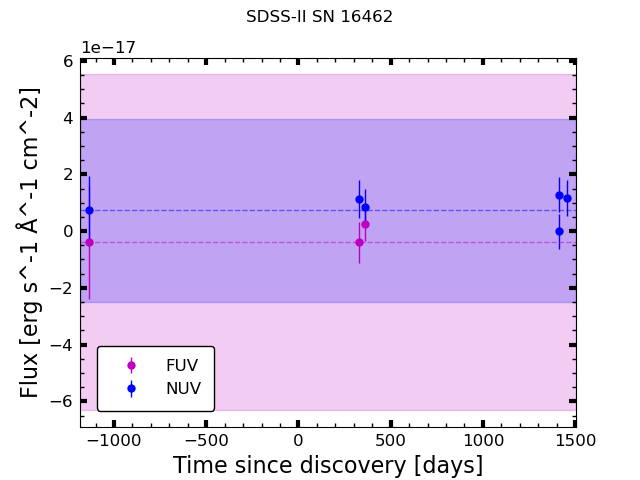 SDSS-II SN 16462
1e−17
6
4
2
0
−2
−4
−6
Flux [erg s^-1 Å^-1 cm^-2]
FUV
NUV
−1000 −500 0 500 1000 1500
Time since discovery [days]